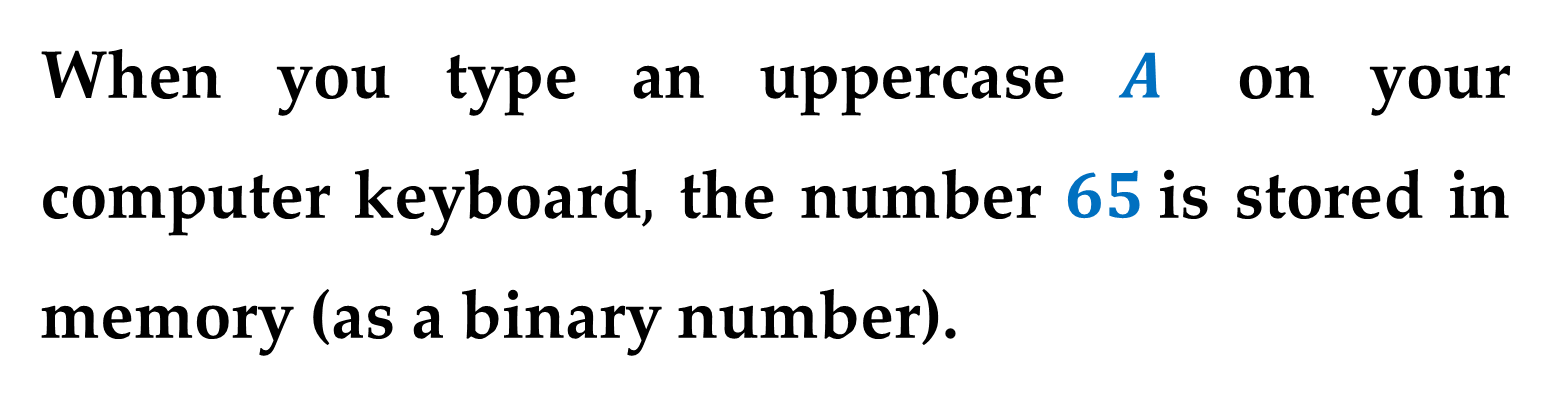 When you type an uppercase A on your
computer keyboard, the number 65 is stored in
memory (as a binary number).